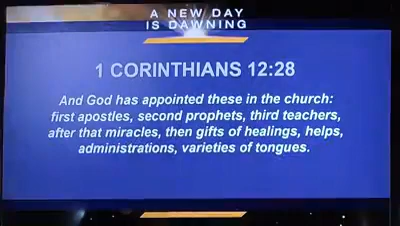 A NEW DAY
IS DAWNING
1 CORINTHIANS 12:28
And God has appointed these in the church:
first apostles, second prophets, third teachers,
after that miracles, then gifts of healings, helps,
administrations, varieties of tongues.